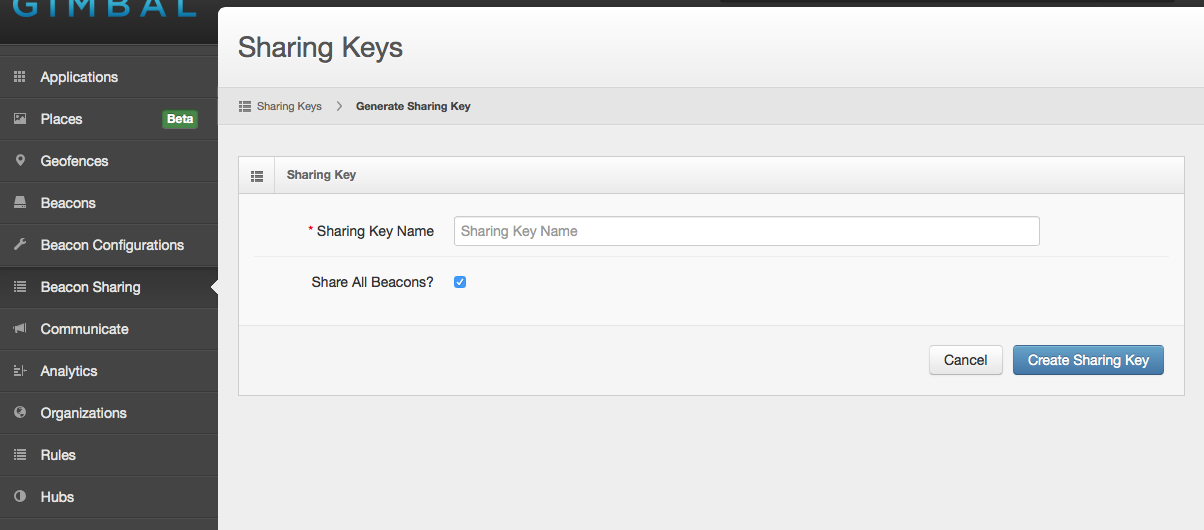 GIMBAL
Sharing Keys
Sharing Keys > Generate Sharing Key
Applications
Places Beta
Geofences
Beacons
Beacon Configurations
Beacon Sharing
Communicate
Analytics
Organizations
Rules
Hubs
Sharing Key
* Sharing Key Name Sharing Key Name
Share All Beacons?
Cancel Create Sharing Key